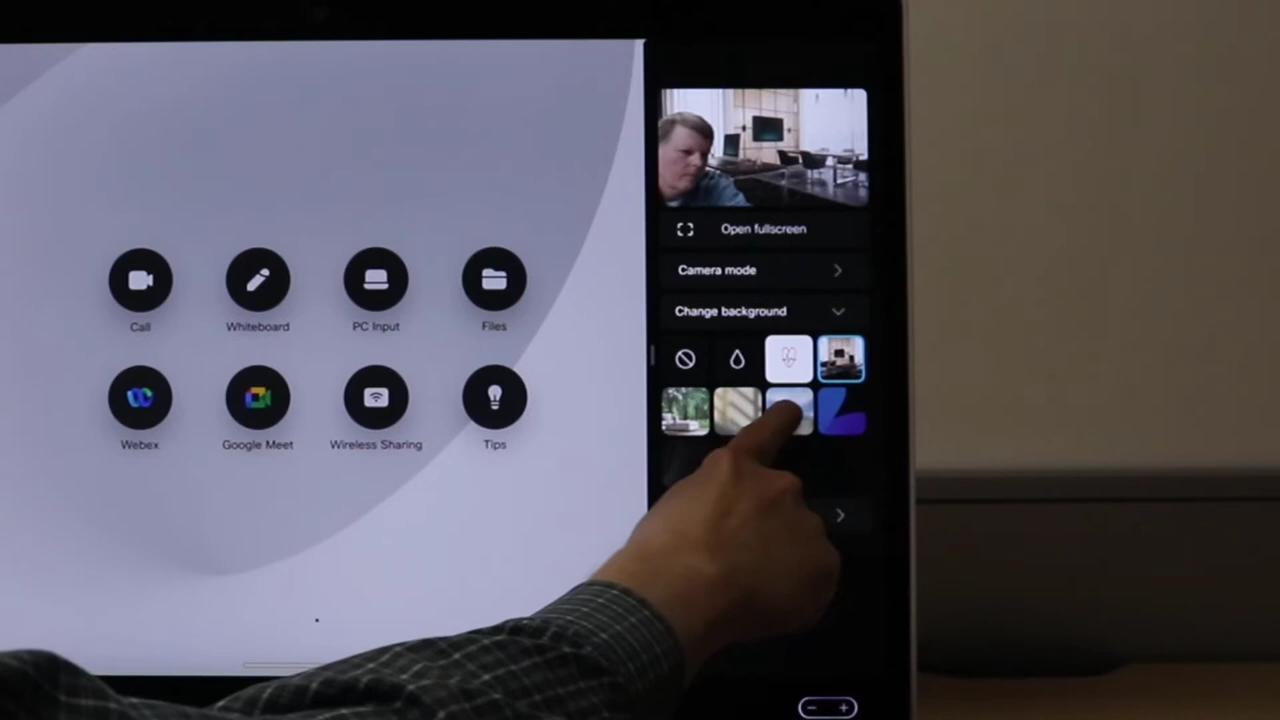 Open fullscreen
Camera mode
Change background
Call
Whiteboard
PC Input
Files
Webex
Google Meet
Wireless Sharing
Tips